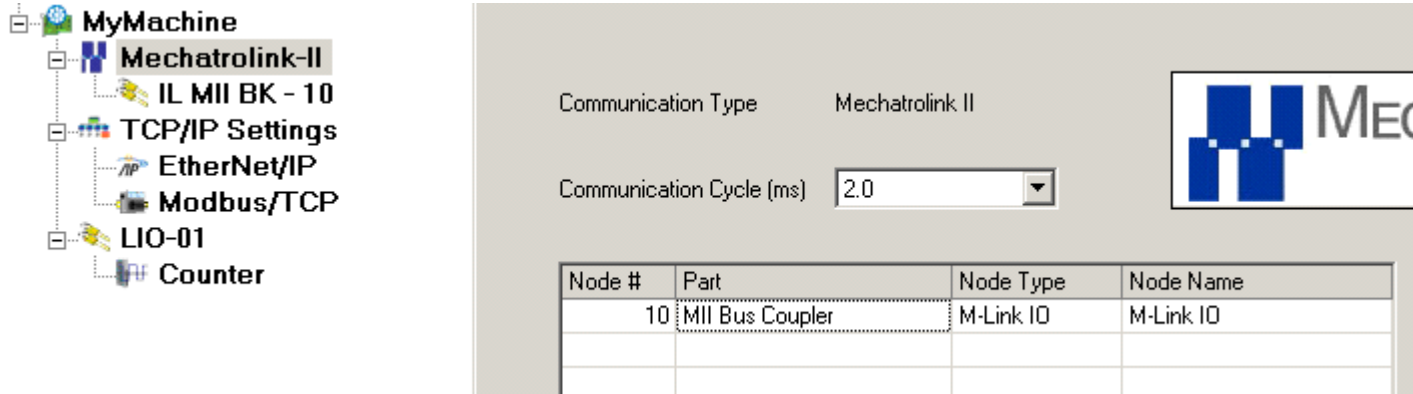 MyMachine
Mechatrolink-II
IL MII BK - 10
TCP/IP Settings
EtherNet/IP
Modbus/TCP
LIO-01
Counter
Communication Type Mechatrolink II
MEC
Communication Cycle (ms) 2.0
Node # Part Node Type Node Name
10 MII Bus Coupler M-Link IO M-Link IO